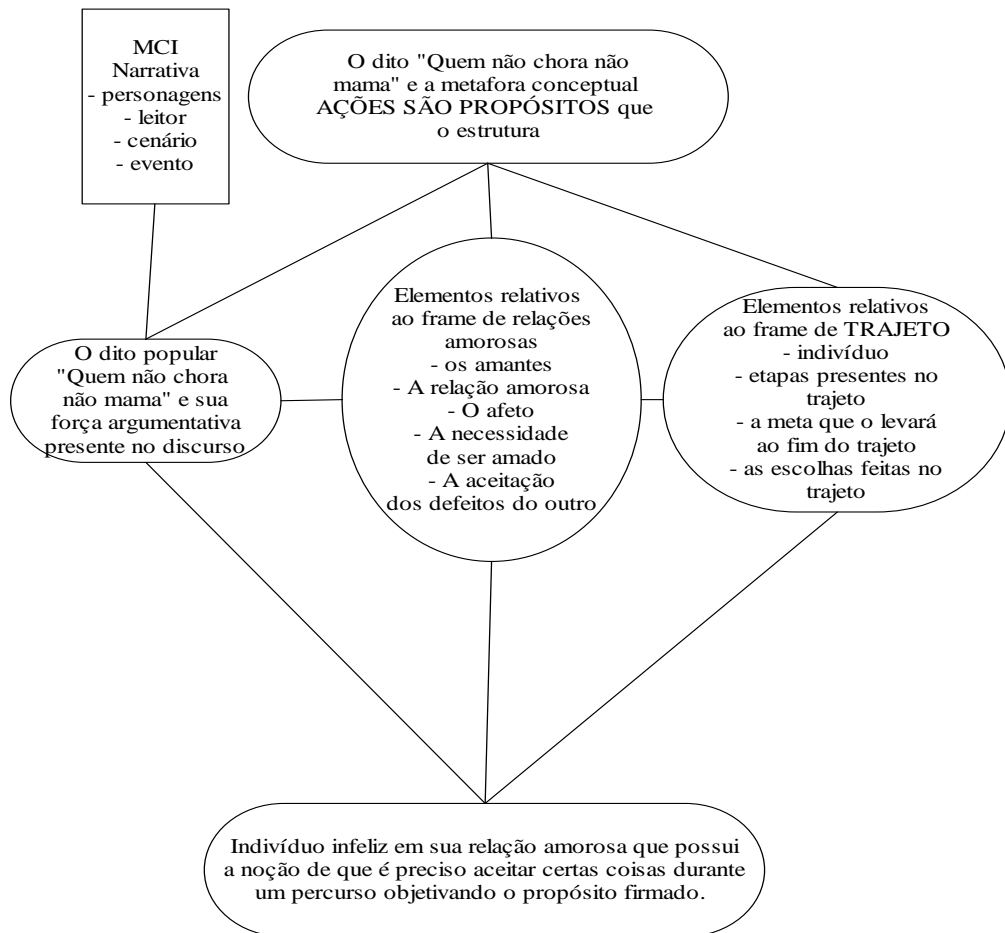 MCI
Narrativa
- personagens
- leitor
- cenário
- evento
O dito "Quem não chora não
mama" e a metafora conceptual
AÇÕES SÃO PROPÓSITOS que
o estrutura
O dito popular
"Quem não chora
não mama" e sua
força argumentativa
presente no discurso
Elementos relativos
ao frame de relações
amorosas
- os amantes
- A relação amorosa
- O afeto
- A necessidade
de ser amado
- A aceitação
dos defeitos do outro
Elementos relativos
ao frame de TRAJETO
- indivíduo
- etapas presentes no
trajeto
- a meta que o levará
ao fim do trajeto
- as escolhas feitas no
trajeto
Indivíduo infeliz em sua relação amorosa que possui
a noção de que é preciso aceitar certas coisas durante
um percurso objetivando o propósito firmado.